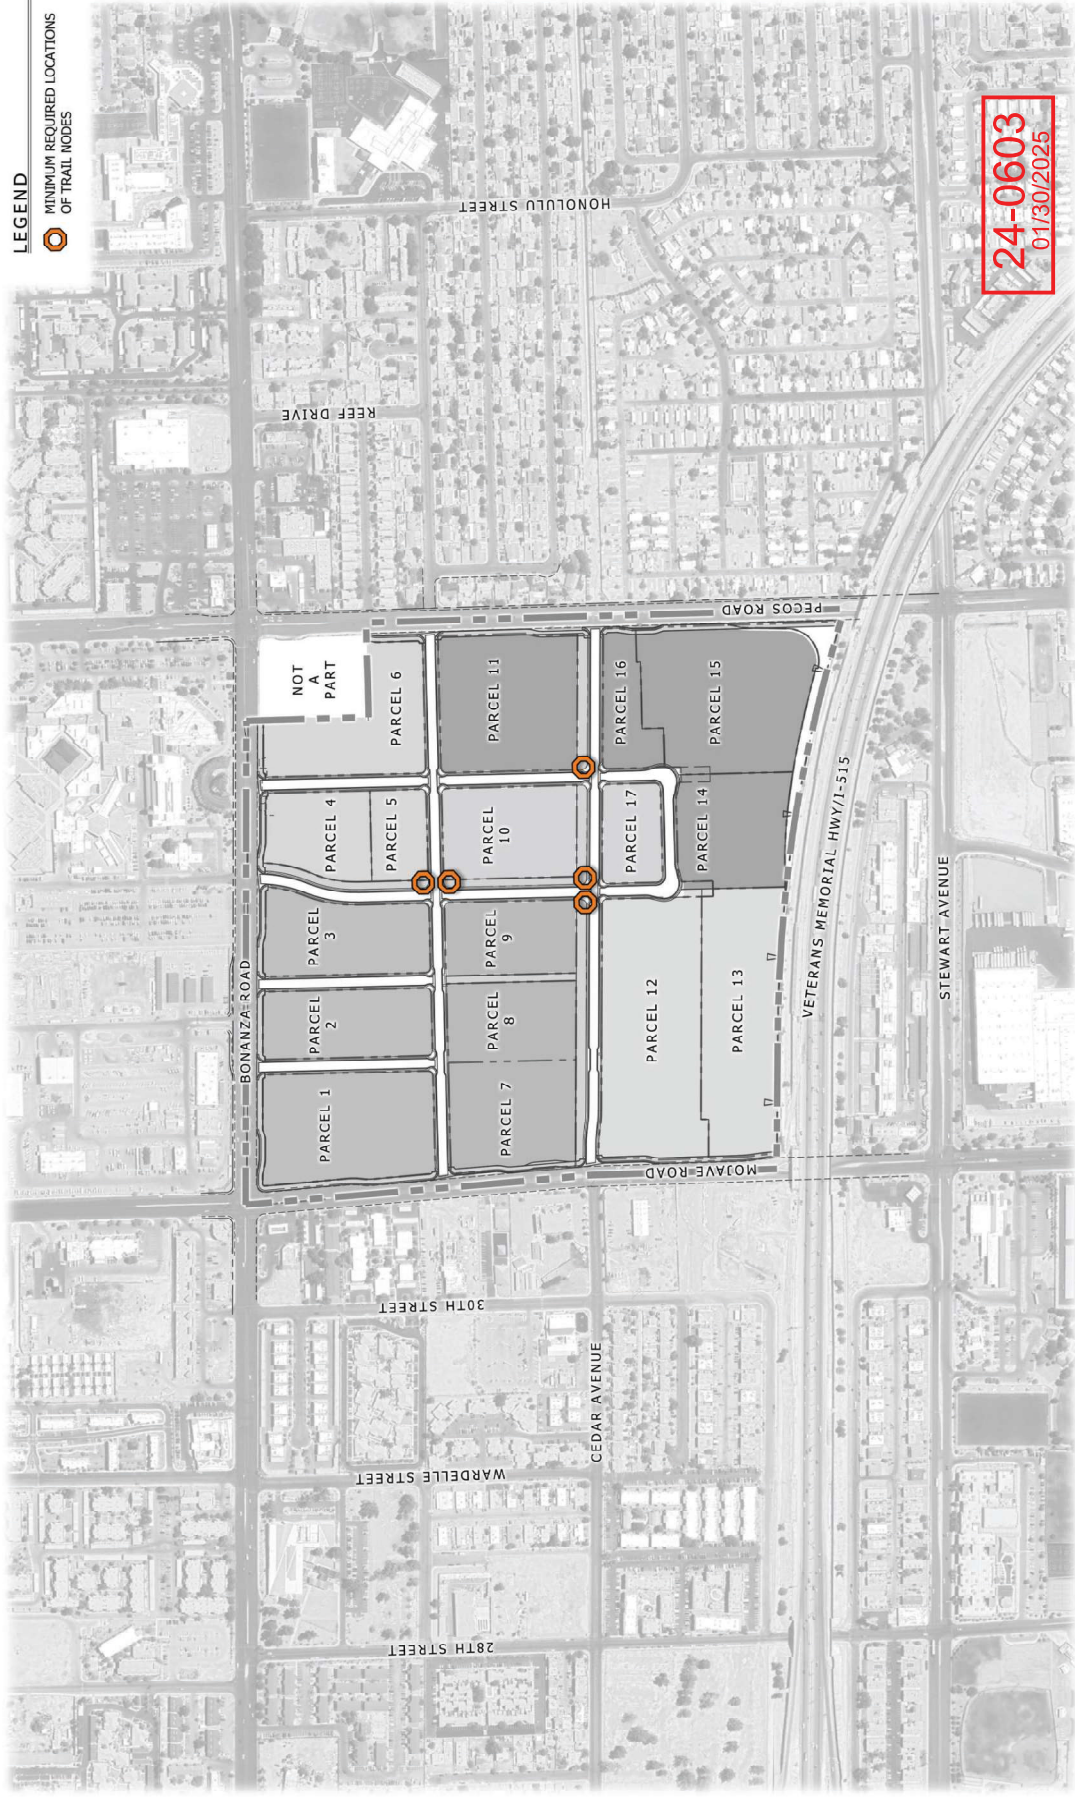 LEGEND
MINIMUM REQUIRED LOCATIONS
OF TRAIL NODES
24-0603
01/30/2025
HONOLULU STREET
REEF DRIVE
PECOS ROAD
BONANZA ROAD
NOT
A
PART
PARCEL 6
PARCEL 11
PARCEL 16
PARCEL 15
PARCEL 4
PARCEL 5
PARCEL
10
PARCEL 17
PARCEL 14
PARCEL
3
PARCEL
9
PARCEL
2
PARCEL
8
PARCEL 12
PARCEL 13
PARCEL 1
PARCEL 7
VETERANS MEMORIAL HWY/I-515
STEWART AVENUE
MOJAVE ROAD
30TH STREET
CEDAR AVENUE
WARDELLE STREET
28TH STREET